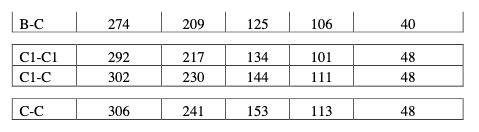 B-C 274 209 125 106 40
C1-C1 292 217 134 101 48
C1-C 302 230 144 111 48
C-C 306 241 153 113 48